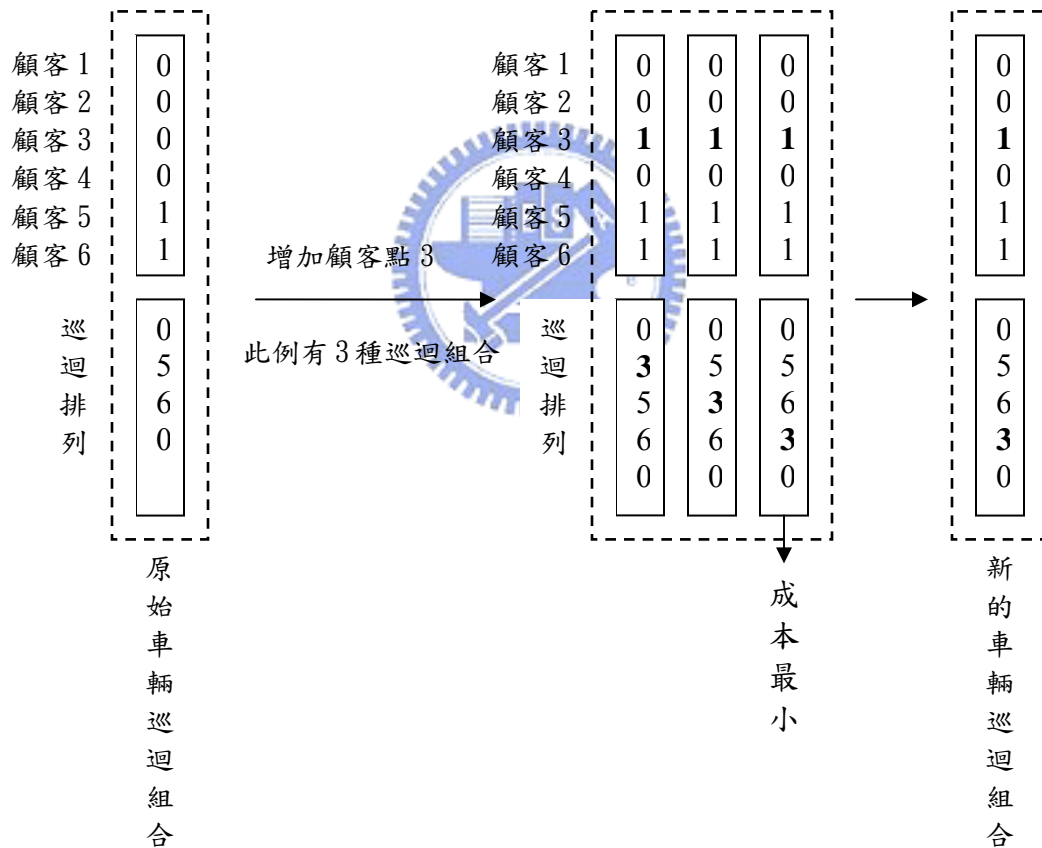 顧客1 0
顧客2 0
顧客3 0
顧客4 0
顧客5 1
顧客6 1
巡迴排列
0
5
6
0
原始車輛巡迴組合
增加顧客點3
此例有3種巡迴組合
顧客1 0 0 0
顧客2 0 0 0
顧客3 1 1 1
顧客4 0 0 0
顧客5 1 1 1
顧客6 1 1 1
巡迴排列
0 0 0
3 5 5
5 3 6
6 6 3
0 0 0
成本最小
0
0
1
0
1
1
0
5
6
3
0
新的車輛巡迴組合